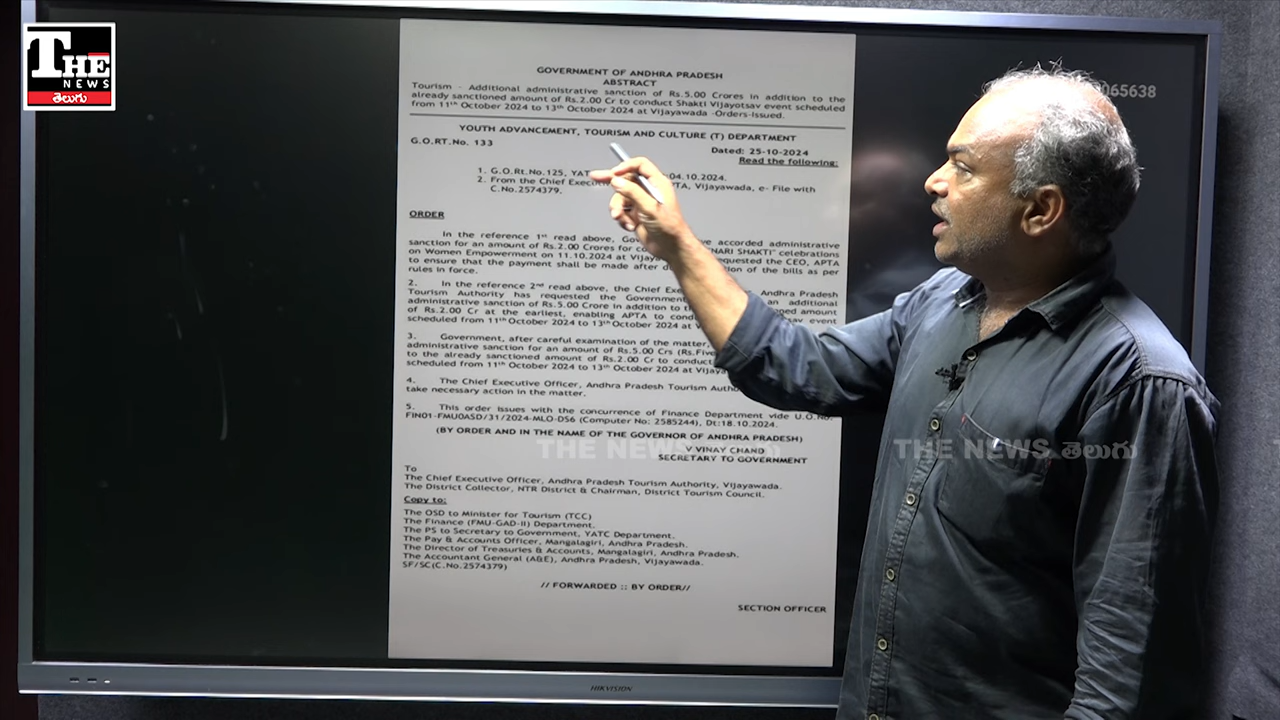 THE
NEWS
తెలుగు
065638
GOVERNMENT OF ANDHRA PRADESH
ABSTRACT
Tourism - Additional administrative sanction of Rs.5.00 Crores in addition to the
already sanctioned amount of Rs.2.00 Cr to conduct Shakti Vijayotsav event scheduled
from 11th October 2024 to 13th October 2024 at Vijayawada -Orders-Issued.
YOUTH ADVANCEMENT, TOURISM AND CULTURE (T) DEPARTMENT
G.O.RT.No. 133
Dated: 25-10-2024
Read the following:
1. G.O.Rt.No.125, YAT 04.10.2024.
2. From the Chief Execut PTA, Vijayawada, e- File with
C.No.2574379.
ORDER
In the reference 1st read above, Gov ve accorded administrative
sanction for an amount of Rs.2.00 Crores for co "NARI SHAKTI" celebrations
on Women Empowerment on 11.10.2024 at Vijay requested the CEO, APTA
to ensure that the payment shall be made after d ion of the bills as per
rules in force.
2. In the reference 2nd read above, the Chief Exec Andhra Pradesh
Tourism Authority has requested the Government an additional
administrative sanction of Rs.5.00 Crore in addition to t ned amount
of Rs.2.00 Cr at the earliest, enabling APTA to cond sav event
scheduled from 11th October 2024 to 13th October 2024 at V
3. Government, after careful examination of the matter,
administrative sanction for an amount of Rs.5.00 Crs (Rs.Five
to the already sanctioned amount of Rs.2.00 Cr to conduct
scheduled from 11th October 2024 to 13th October 2024 at Vijaya
4. The Chief Executive Officer, Andhra Pradesh Tourism Autho
take necessary action in the matter.
5. This order issues with the concurrence of Finance Department vide U.O.No.
FIN01-FMU0ASD/31/2024-MLO-DS6 (Computer No: 2585244), Dt:18.10.2024.
(BY ORDER AND IN THE NAME OF THE GOVERNOR OF ANDHRA PRADESH)
V VINAY CHAND
SECRETARY TO GOVERNMENT
THE NEWS తెలుగు
THE NEWS తెలుగు
To
The Chief Executive Officer, Andhra Pradesh Tourism Authority, Vijayawada.
The District Collector, NTR District & Chairman, District Tourism Council.
Copy to:
The OSD to Minister for Tourism (TCC)
The Finance (FMU-GAD-II) Department.
The PS to Secretary to Government, YATC Department.
The Pay & Accounts Officer, Mangalagiri, Andhra Pradesh.
The Director of Treasuries & Accounts, Mangalagiri, Andhra Pradesh.
The Accountant General (A&E), Andhra Pradesh, Vijayawada.
SF/SC(C.No.2574379)
// FORWARDED :: BY ORDER//
SECTION OFFICER
HIKVISION